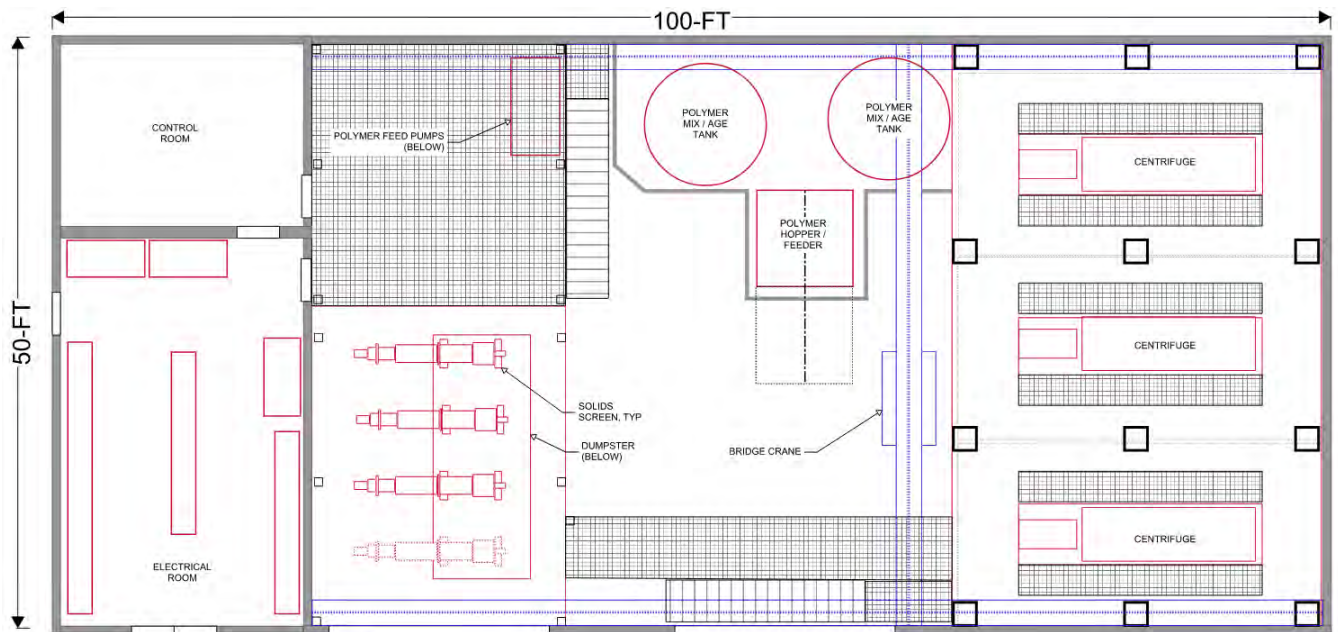 100-FT
50-FT
CONTROL
ROOM
POLYMER FEED PUMPS
(BELOW)
POLYMER
MIX / AGE
TANK
POLYMER
MIX / AGE
TANK
CENTRIFUGE
POLYMER
HOPPER /
FEEDER
CENTRIFUGE
SOLIDS
SCREEN, TYP
DUMPSTER
(BELOW)
BRIDGE CRANE
CENTRIFUGE
ELECTRICAL
ROOM